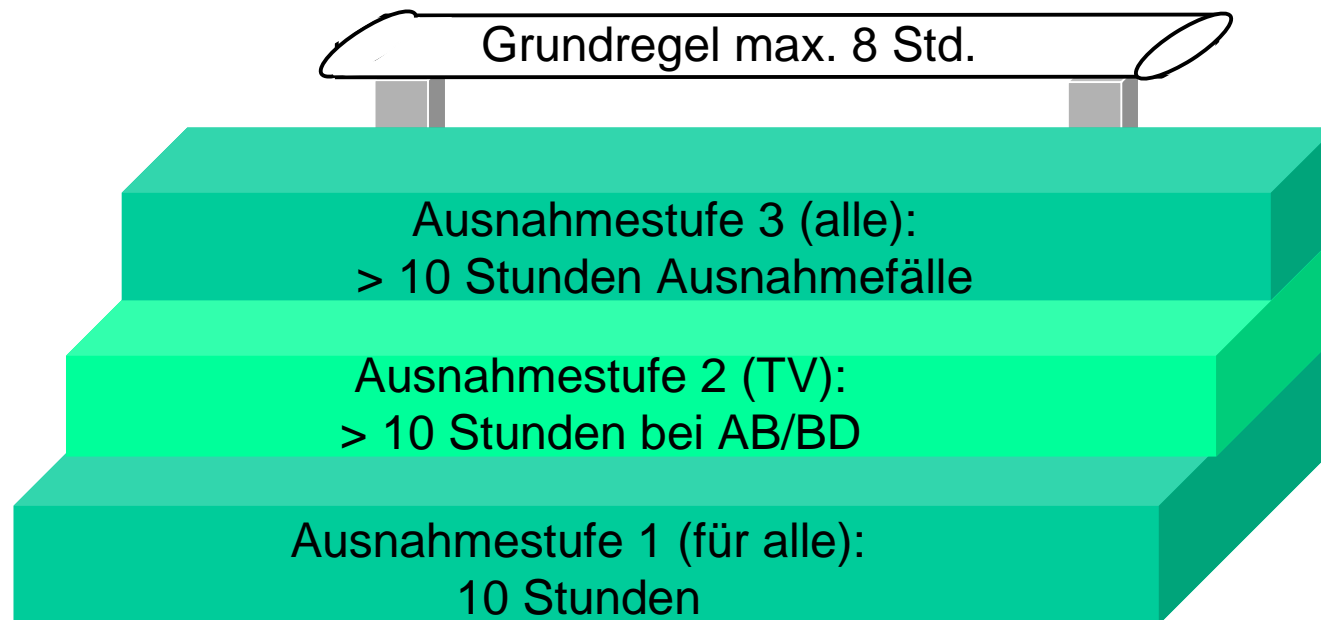 Grundregel max. 8 Std.
Ausnahmestufe 3 (alle):
> 10 Stunden Ausnahmefälle
Ausnahmestufe 2 (TV):
> 10 Stunden bei AB/BD
Ausnahmestufe 1 (für alle):
10 Stunden